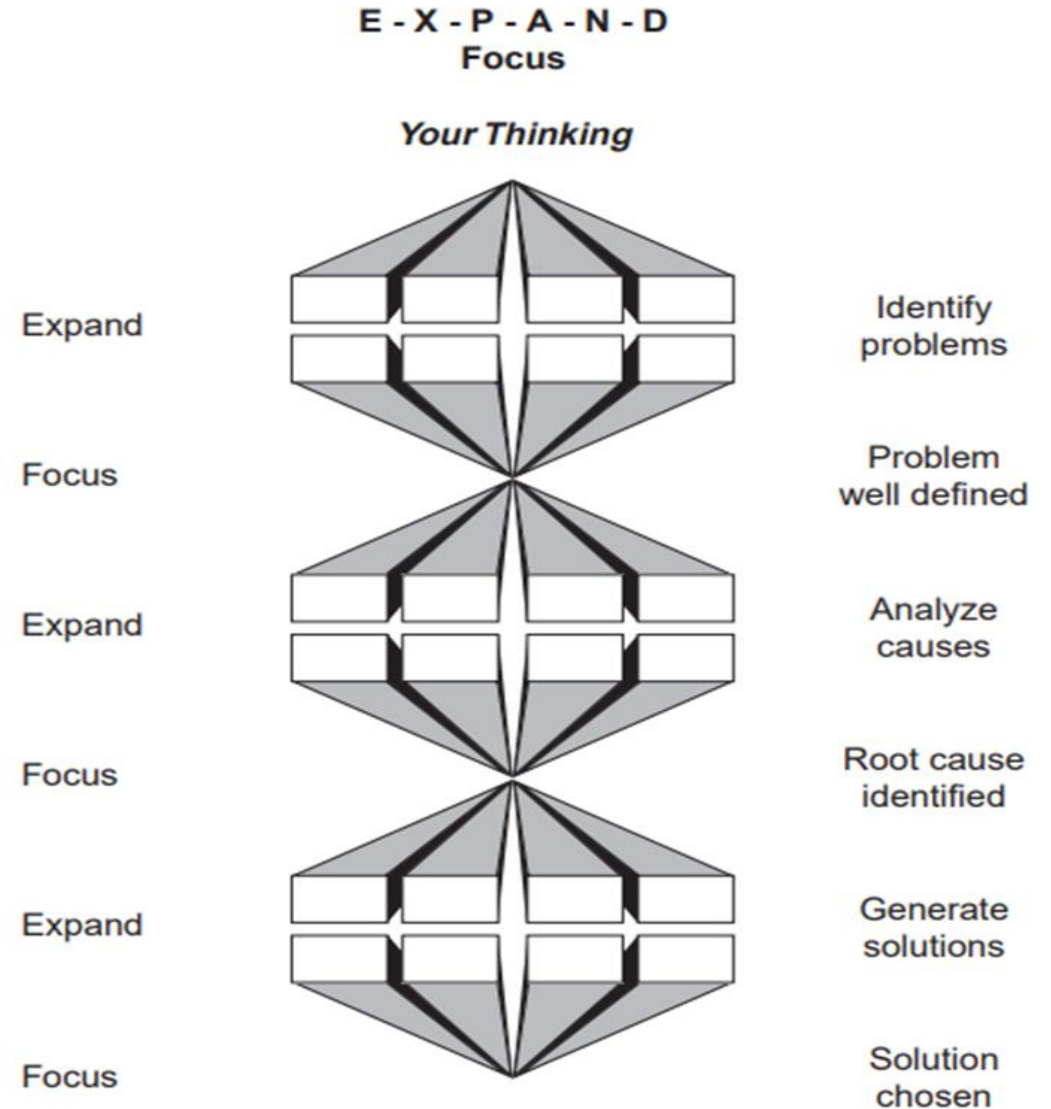 E - X - P - A - N - D
Focus
Your Thinking
Expand
Identify
problems
Focus
Problem
well defined
Expand
Analyze
causes
Focus
Root cause
identified
Expand
Generate
solutions
Focus
Solution
chosen